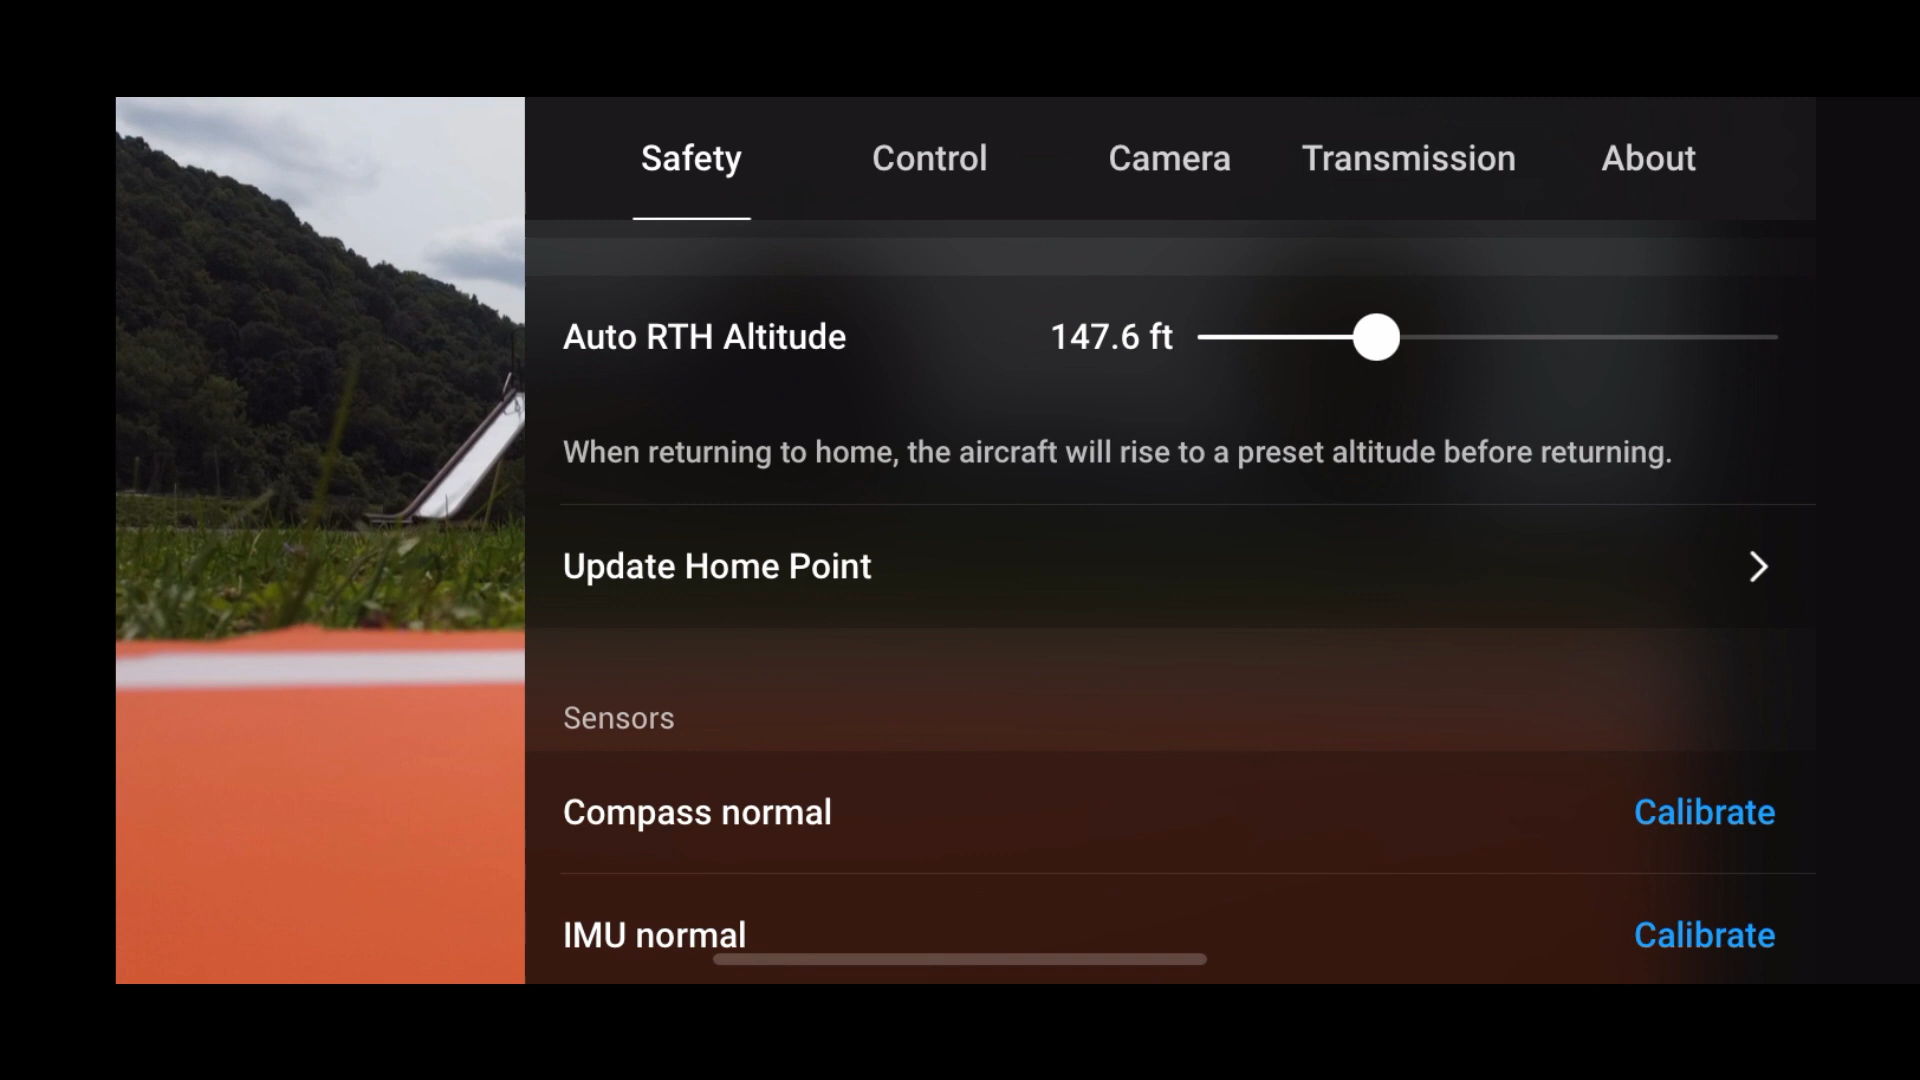 Safety Control Camera Transmission About
Auto RTH Altitude 147.6 ft
When returning to home, the aircraft will rise to a preset altitude before returning.
Update Home Point
Sensors
Compass normal Calibrate
IMU normal Calibrate